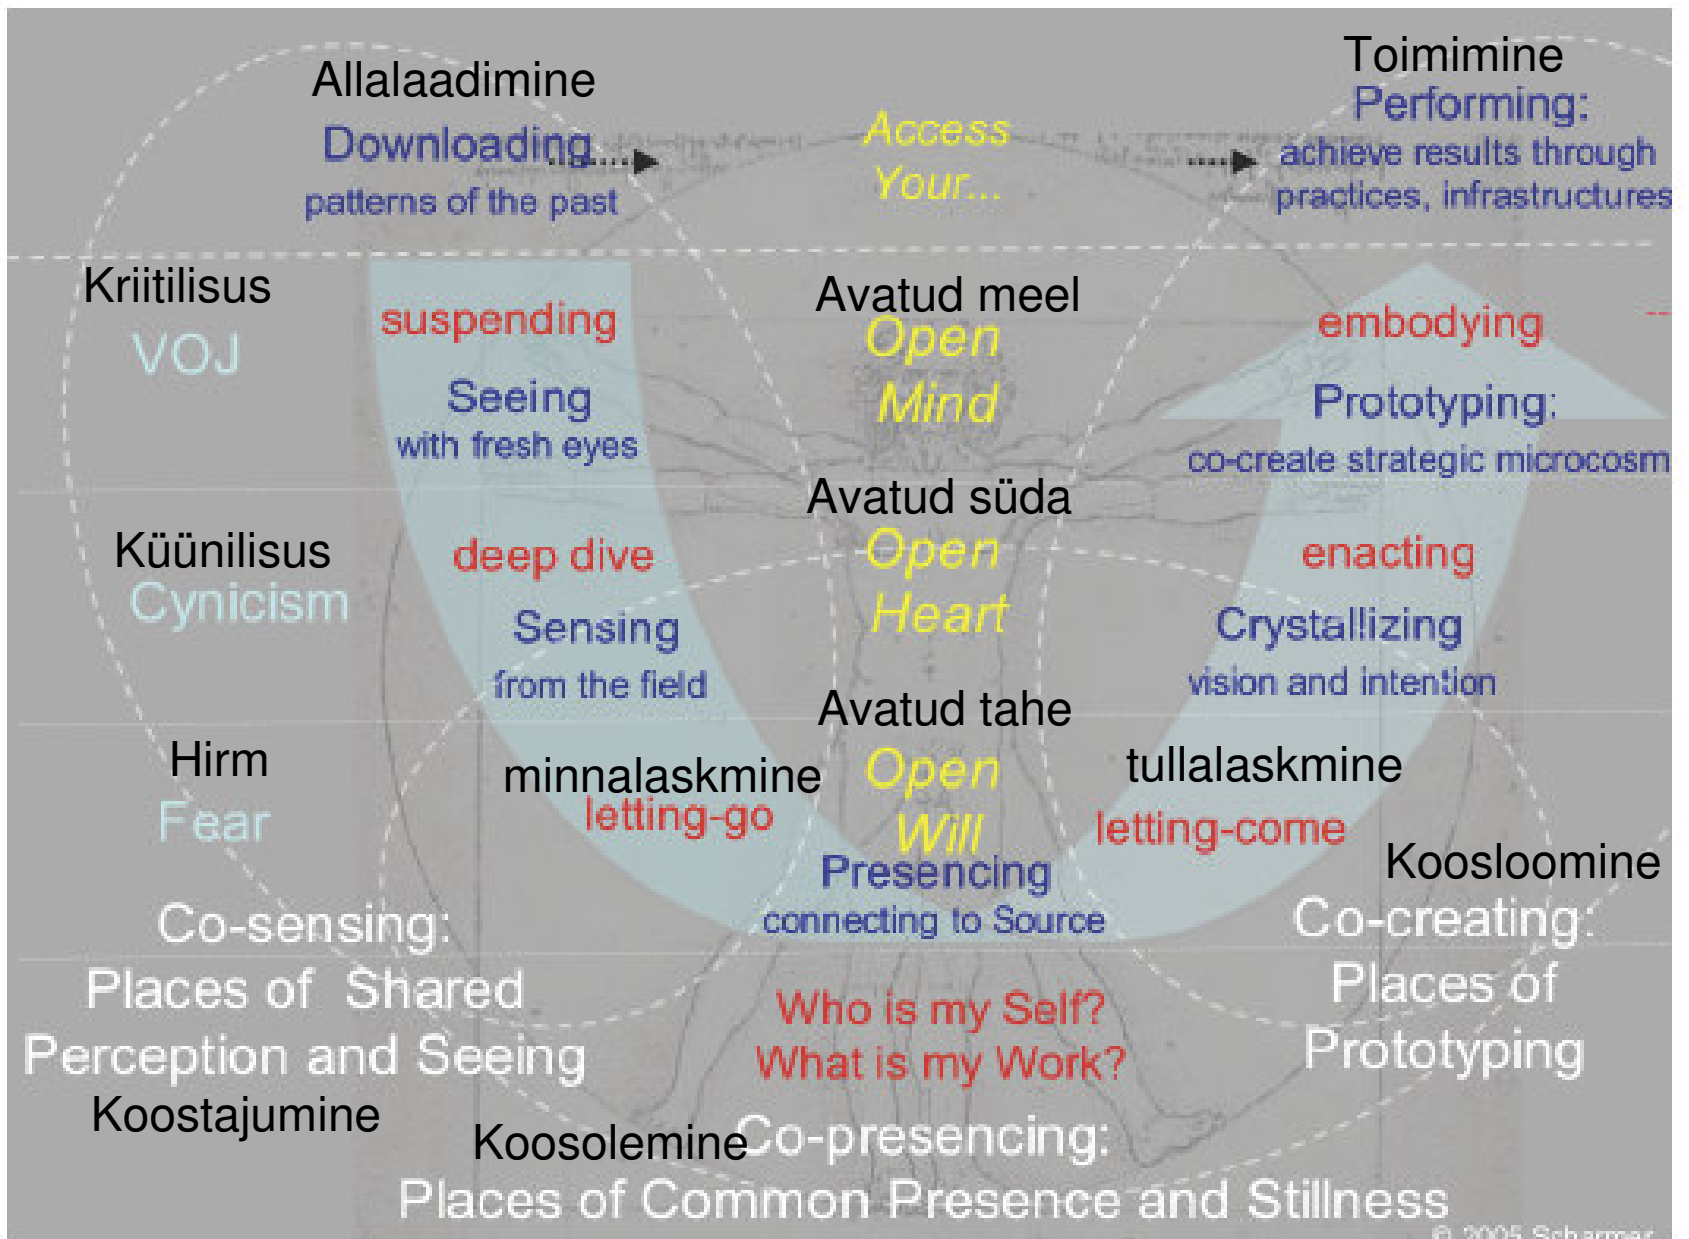 Allalaadimine
Downloading
patterns of the past
Access
Your...
Toimimine
Performing:
achieve results through
practices, infrastructures
Kriitilisus
VOJ
suspending
Seeing
with fresh eyes
Avatud meel
Open
Mind
embodying
Prototyping:
co-create strategic microcosm
Küünilisus
Cynicism
deep dive
Sensing
from the field
Avatud süda
Open
Heart
enacting
Crystallizing
vision and intention
Hirm
Fear
minnalaskmine
letting-go
Avatud tahe
Open
Will
tullalaskmine
letting-come
Presencing
connecting to Source
Co-sensing:
Places of Shared
Perception and Seeing
Koostajumine
Who is my Self?
What is my Work?
Koosloomine
Co-creating:
Places of
Prototyping
Koosolemine
Co-presencing:
Places of Common Presence and Stillness
© 2005 Scharmer